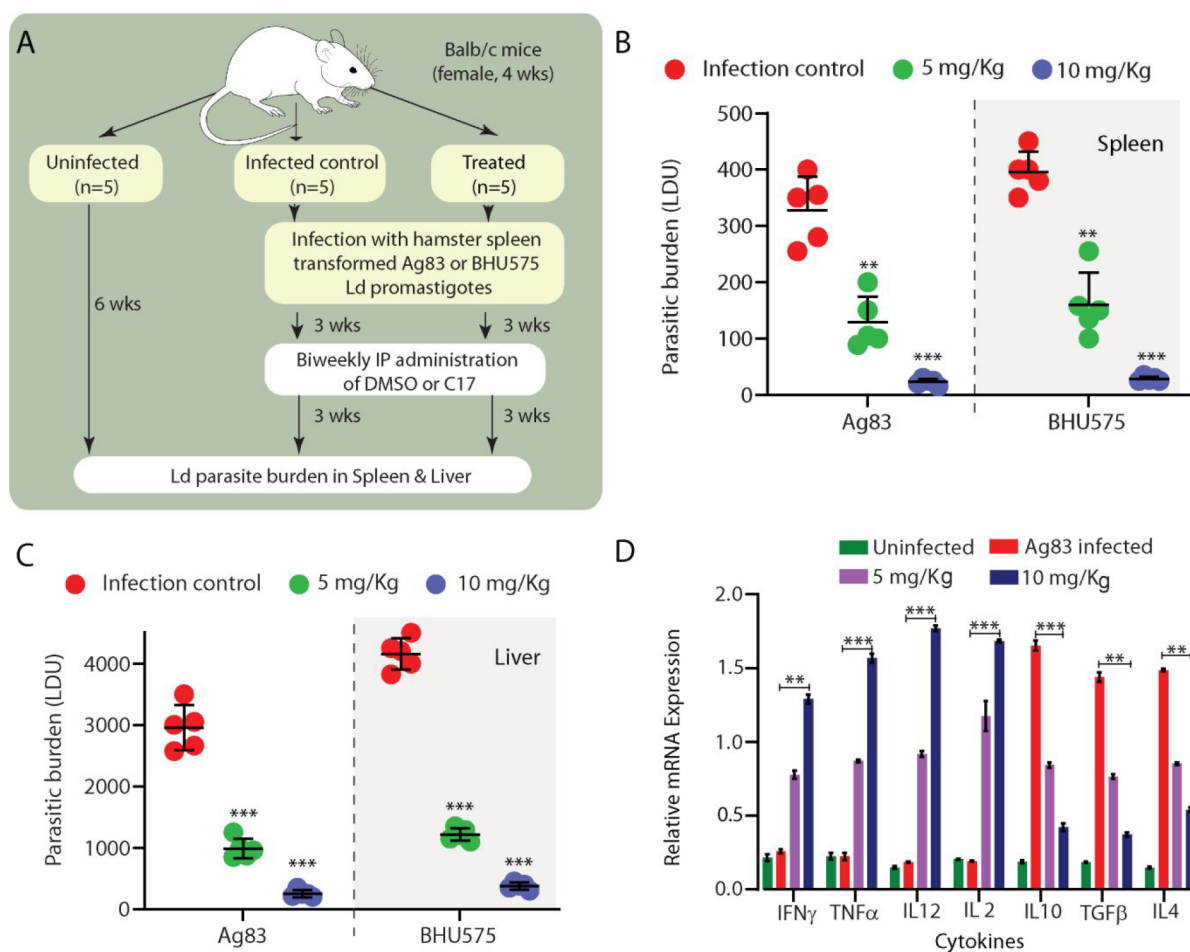 A
Balb/c mice
(female, 4 wks)
Uninfected
(n=5)
Infected control
(n=5)
Treated
(n=5)
Infection with hamster spleen
transformed Ag83 or BHU575
Ld promastigotes
6 wks
3 wks
3 wks
Biweekly IP administration
of DMSO or C17
3 wks
3 wks
Ld parasite burden in Spleen & Liver
B
Infection control
5 mg/Kg
10 mg/Kg
Parasitic burden (LDU)
500
400
300
200
100
0
Spleen
**
***
**
***
Ag83
BHU575
C
Infection control
5 mg/Kg
10 mg/Kg
Parasitic burden (LDU)
4000
3000
2000
1000
0
Liver
***
***
***
***
Ag83
BHU575
D
Uninfected
Ag83 infected
5 mg/Kg
10 mg/Kg
Relative mRNA Expression
2.0
1.5
1.0
0.5
0.0
**
***
***
***
***
**
**
IFNγ
TNFα
IL12
IL2
IL10
TGFβ
IL4
Cytokines